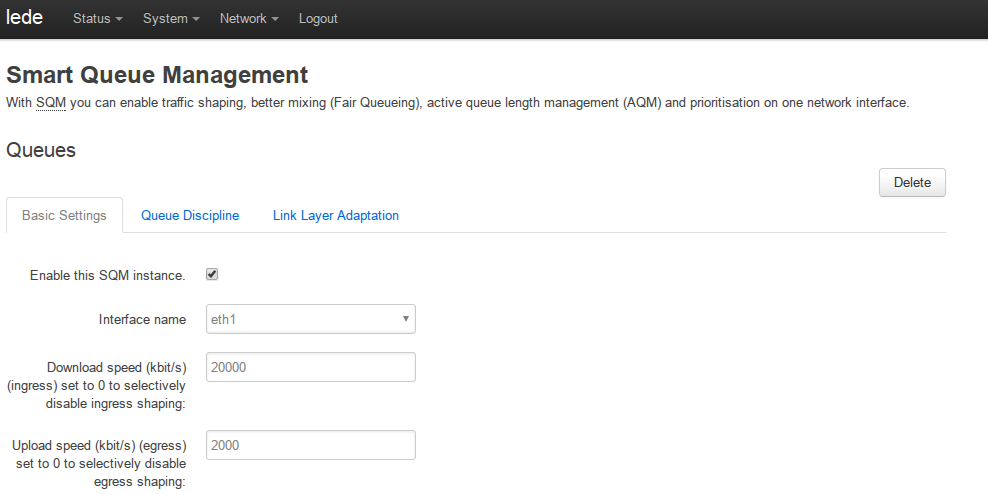 lede Status System Network Logout
Smart Queue Management
With SQM you can enable traffic shaping, better mixing (Fair Queueing), active queue length management (AQM) and prioritisation on one network interface.
Queues
Delete
Basic Settings Queue Discipline Link Layer Adaptation
Enable this SQM instance.
Interface name eth1
Download speed (kbit/s) 20000
(ingress) set to 0 to selectively
disable ingress shaping:
Upload speed (kbit/s) (egress) 2000
set to 0 to selectively disable
egress shaping: